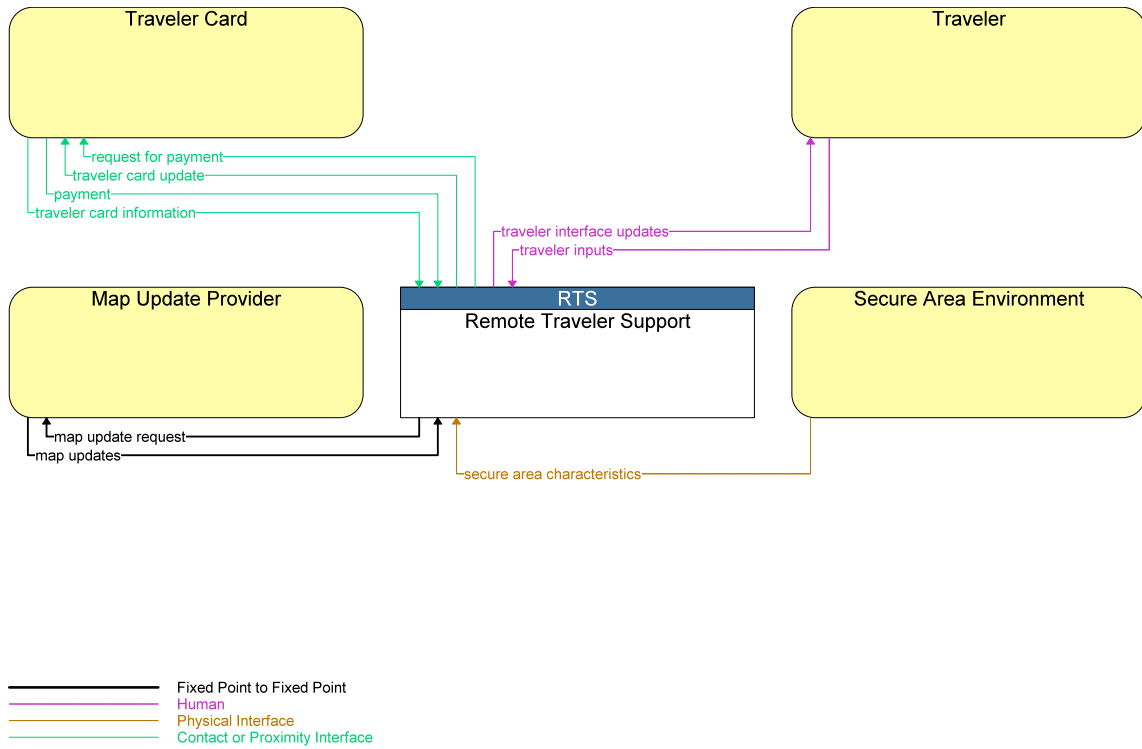 Traveler Card
Traveler
request for payment
traveler card update
payment
traveler card information
traveler interface updates
traveler inputs
Map Update Provider
RTS
Remote Traveler Support
Secure Area Environment
map update request
map updates
secure area characteristics
Fixed Point to Fixed Point
Human
Physical Interface
Contact or Proximity Interface